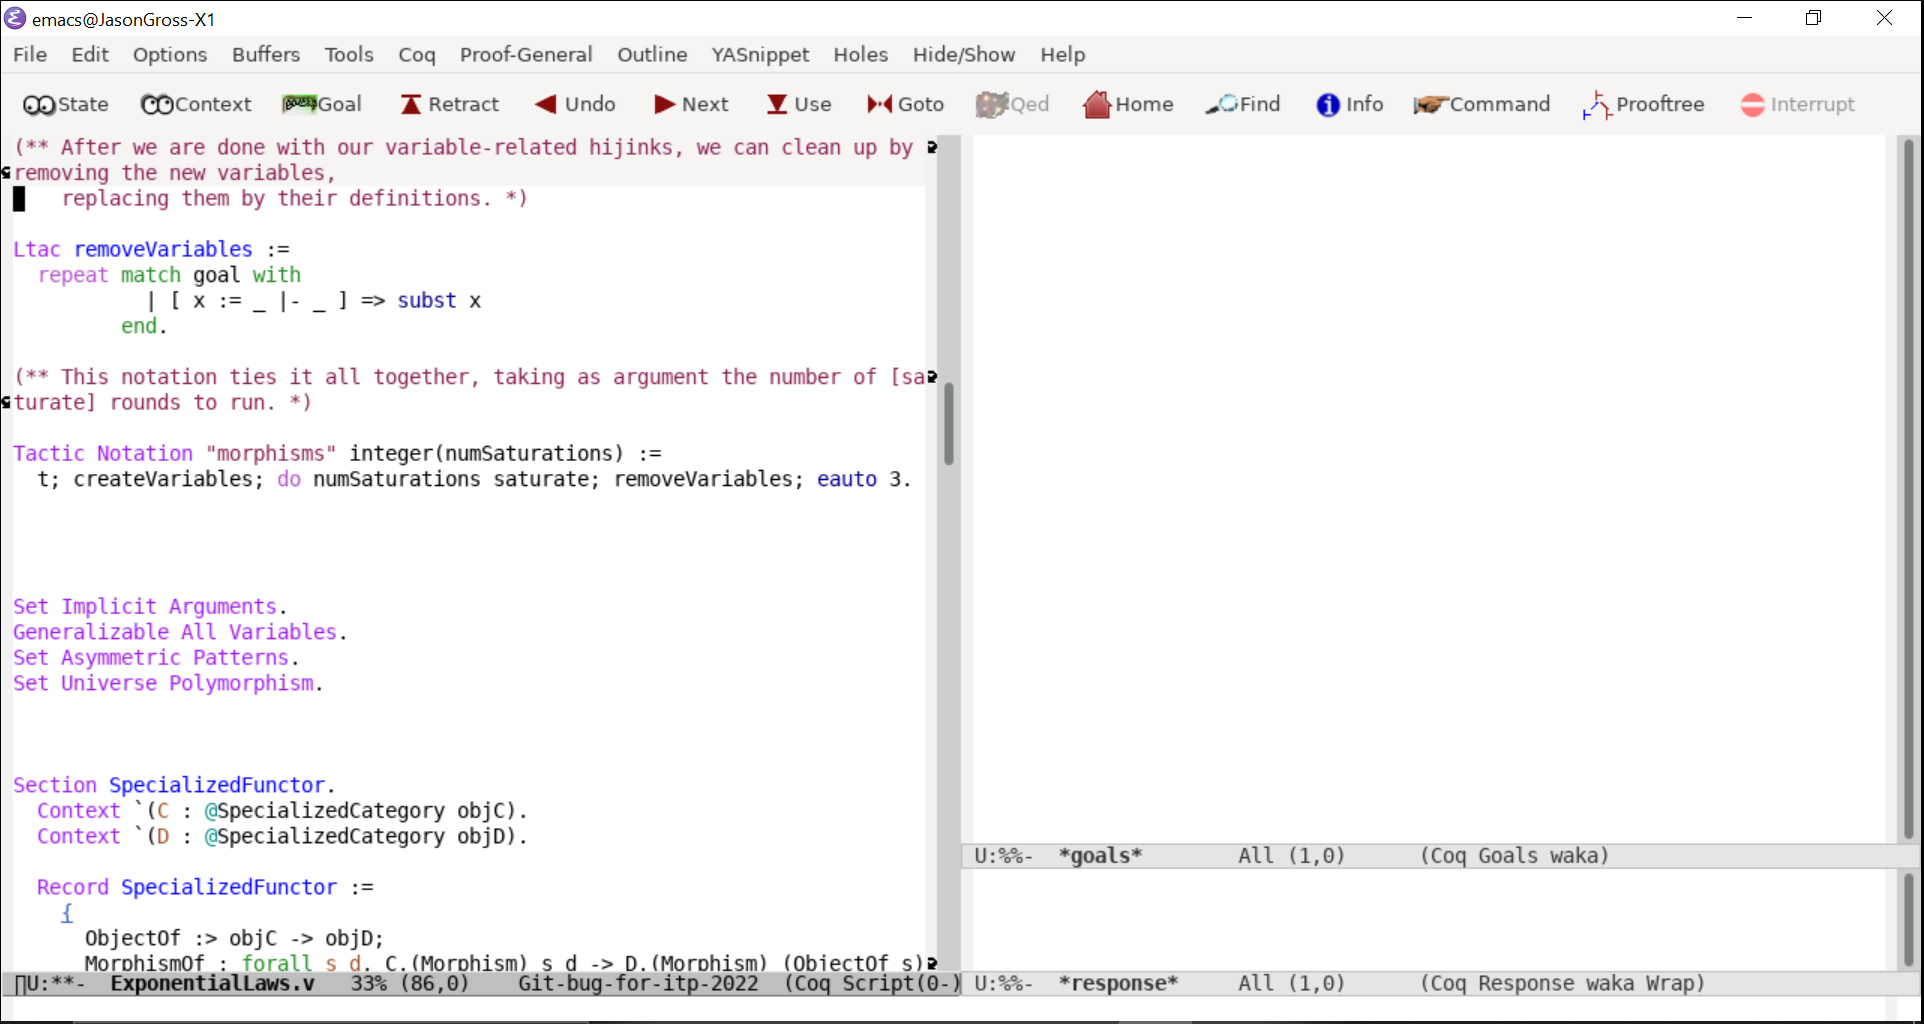 emacs@JasonGross-X1
File Edit Options Buffers Tools Coq Proof-General Outline YASnippet Holes Hide/Show Help
State Context Goal Retract Undo Next Use Goto Qed Home Find Info Command Prooftree Interrupt
(** After we are done with our variable-related hijinks, we can clean up by
removing the new variables,
replacing them by their definitions. *)
Ltac removeVariables :=
repeat match goal with
| [ x := _ |- _ ] => subst x
end.
(** This notation ties it all together, taking as argument the number of [sa
turate] rounds to run. *)
Tactic Notation "morphisms" integer(numSaturations) :=
t; createVariables; do numSaturations saturate; removeVariables; eauto 3.
Set Implicit Arguments.
Generalizable All Variables.
Set Asymmetric Patterns.
Set Universe Polymorphism.
Section SpecializedFunctor.
Context `(C : @SpecializedCategory objC).
Context `(D : @SpecializedCategory objD).
Record SpecializedFunctor :=
{
ObjectOf :> objC -> objD;
MorphismOf : forall s d, C.(Morphism) s d -> D.(Morphism) (ObjectOf s)
U:**- ExponentialLaws.v 33% (86,0) Git-bug-for-itp-2022 (Coq Script(0-)
U:%%- *goals* All (1,0) (Coq Goals waka)
U:%%- *response* All (1,0) (Coq Response waka Wrap)